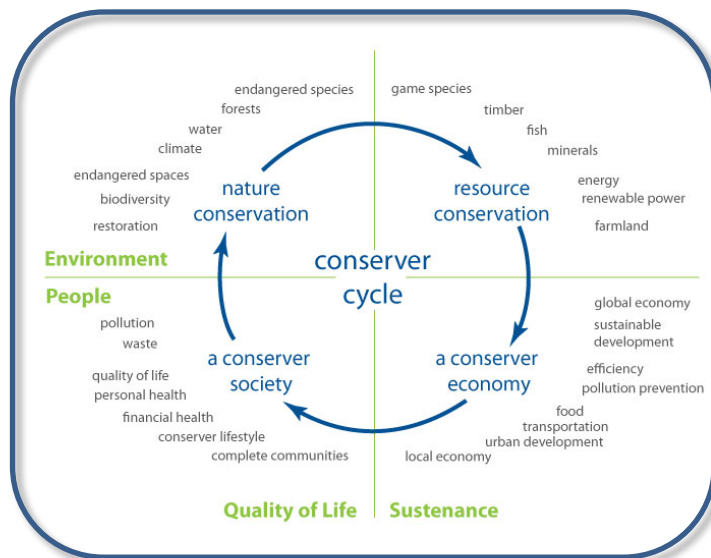 endangered species
forests
water
climate
endangered spaces
biodiversity
restoration
nature
conservation
game species
timber
fish
minerals
energy
renewable power
farmland
resource
conservation
Environment
People
conserver
cycle
pollution
waste
quality of life
personal health
financial health
conserver lifestyle
complete communities
a conserver
society
global economy
sustainable
development
efficiency
pollution prevention
food
transportation
urban development
local economy
a conserver
economy
Quality of Life
Sustenance